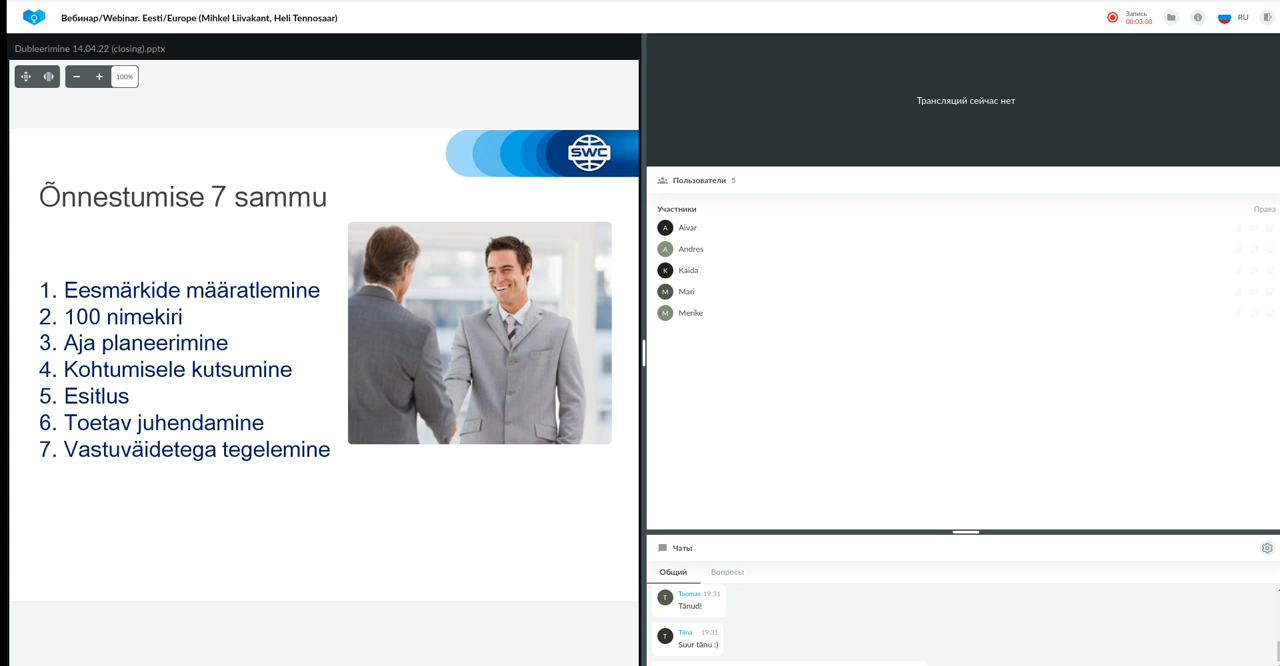 Вебинар/Webinar. Eesti/Europe (Mihkel Liivakant, Heli Tennosaar)
Запись
00:03:00
RU
Dubleerimine 14.04.22 (closing).pptx
100%
SWC
Õnnestumise 7 sammu
1. Eesmärkide määratlemine
2. 100 nimekiri
3. Aja planeerimine
4. Kohtumisele kutsumine
5. Esitlus
6. Toetav juhendamine
7. Vastuväidetega tegelemine
Трансляций сейчас нет
Пользователи 5
Участники Права
A Aivar
A Andres
K Kaida
M Mari
M Merike
Чаты
Общий Вопросы
T Toomas 19:31
Tänud!
T Tiina 19:31
Suur tänu :)